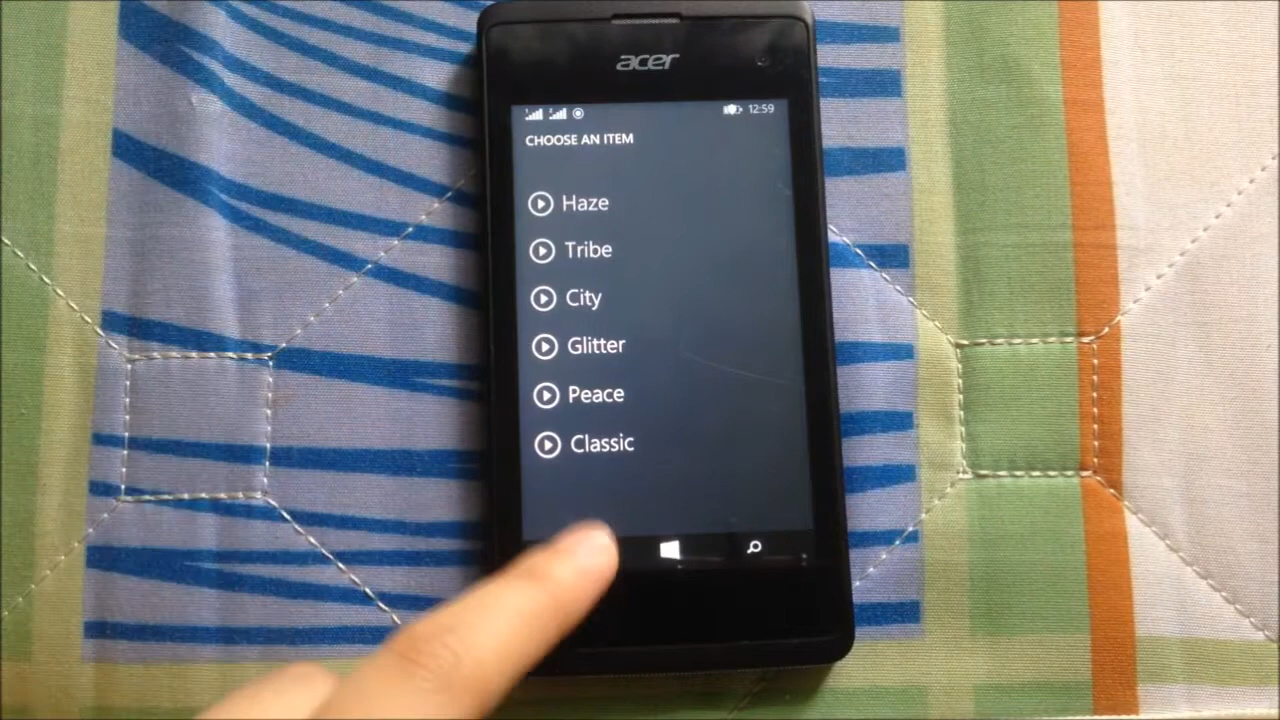 acer
12:59
CHOOSE AN ITEM
Haze
Tribe
City
Glitter
Peace
Classic